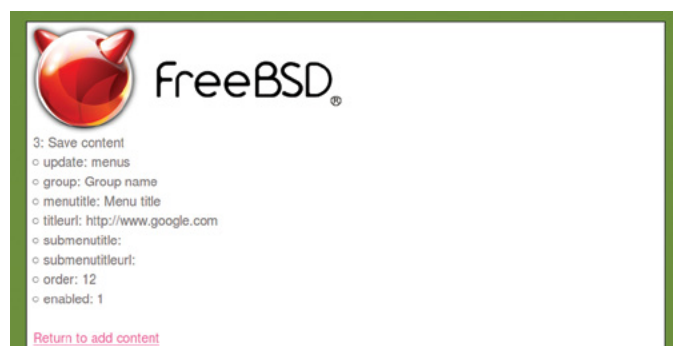 FreeBSD®
3: Save content
○ update: menus
○ group: Group name
○ menutitle: Menu title
○ titleurl: http://www.google.com
○ submenutitle:
○ submenutitleurl:
○ order: 12
○ enabled: 1
Return to add content